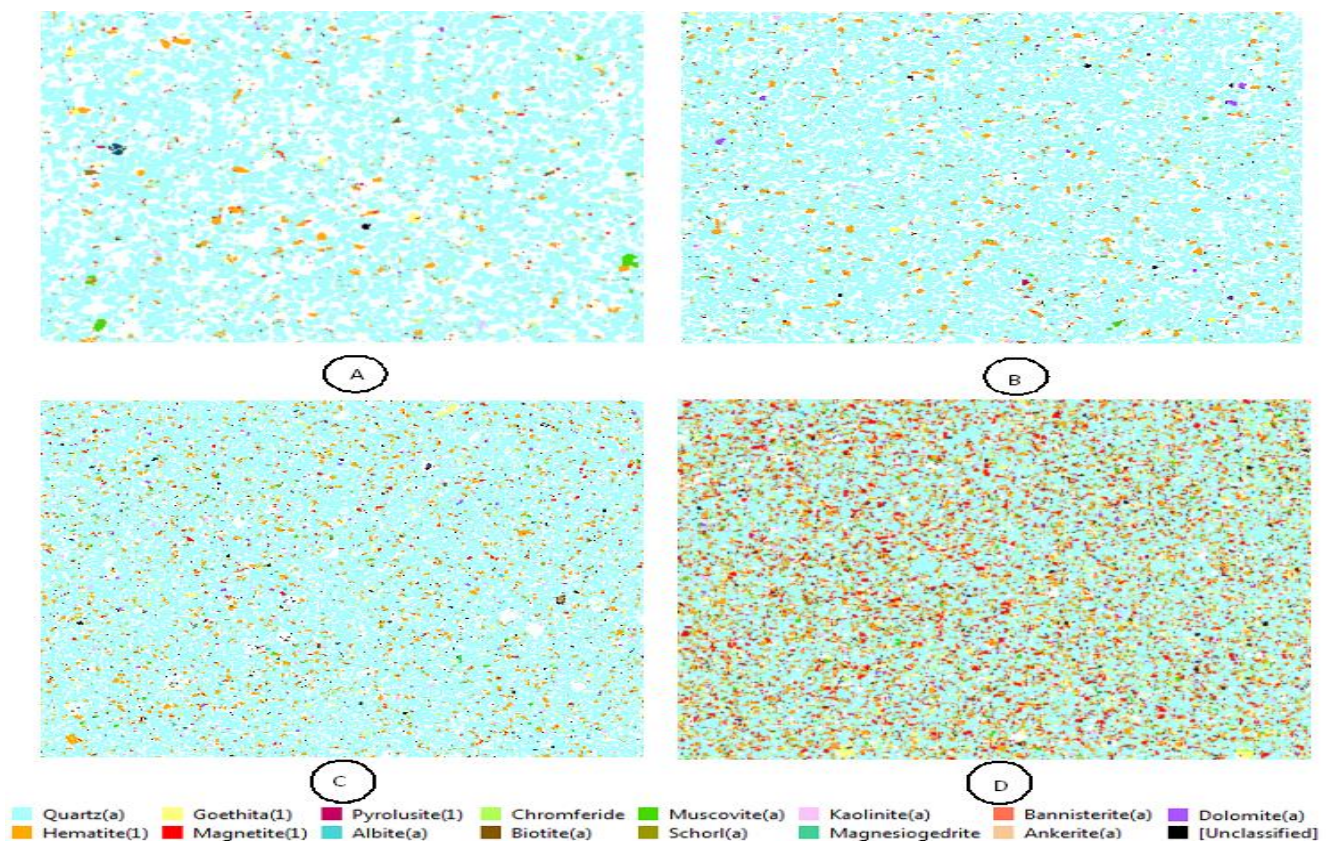 A
B
C
D
Quartz(a) Goethita(1) Pyrolusite(1) Chromferide Muscovite(a) Kaolinite(a) Bannisterite(a) Dolomite(a)
Hematite(1) Magnetite(1) Albite(a) Biotite(a) Schorl(a) Magnesiogedrite Ankerite(a) [Unclassified]